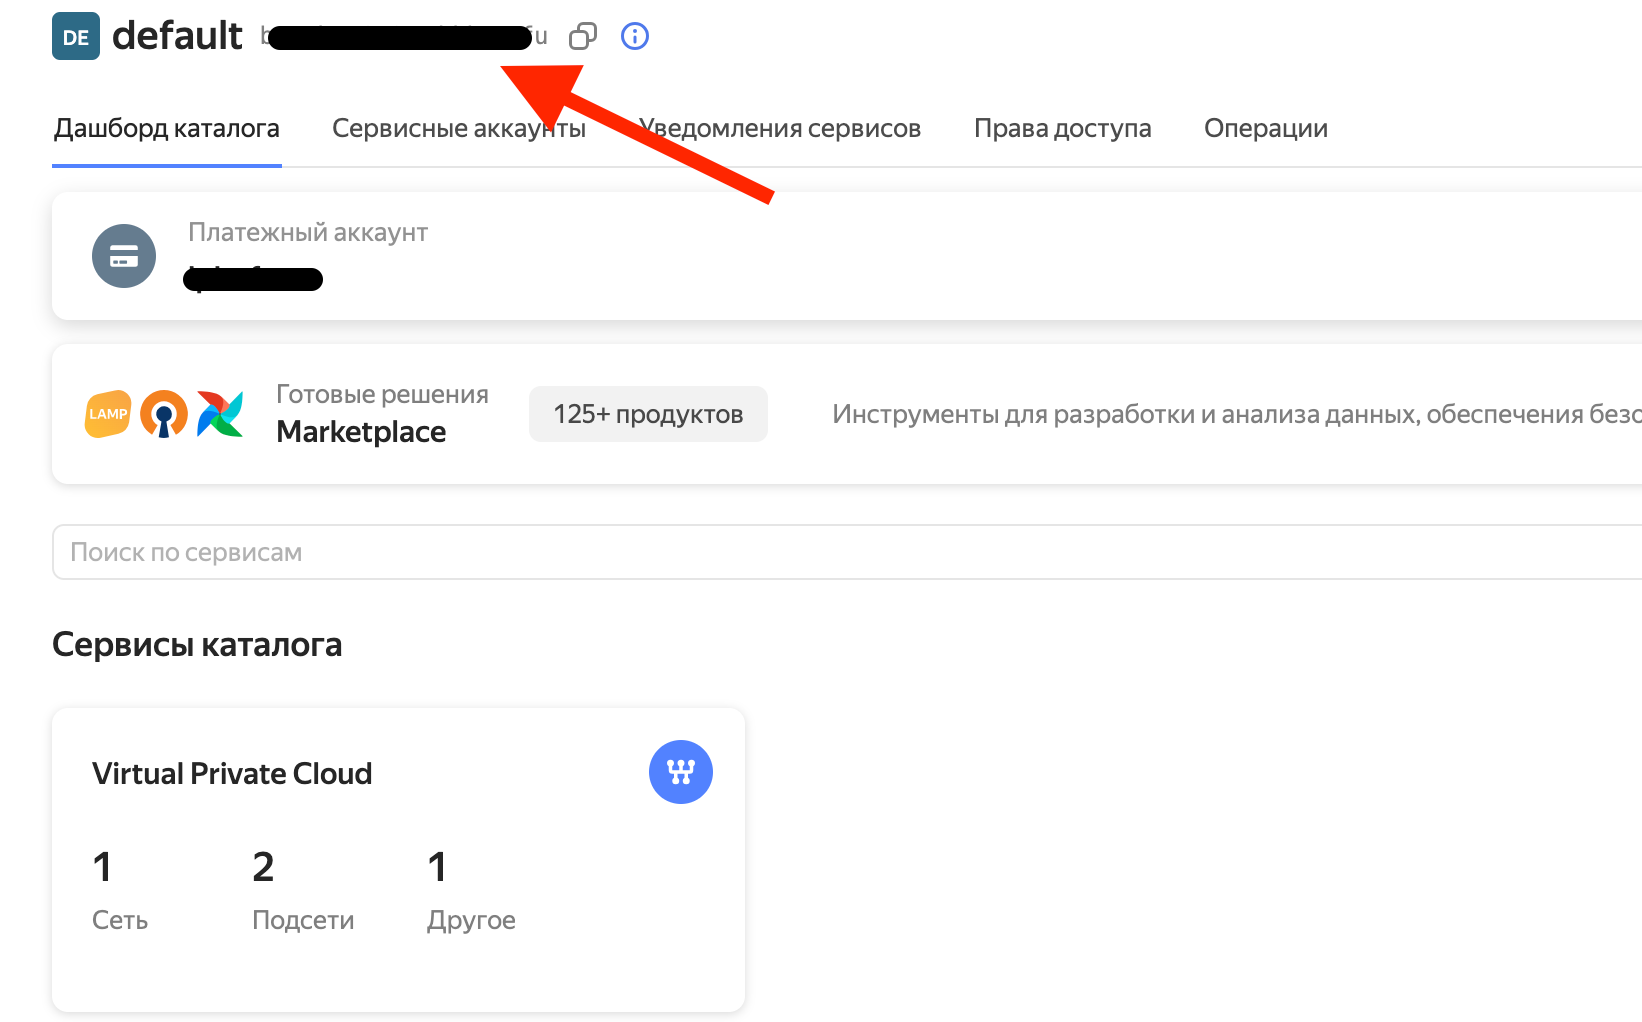 DE default
Дашборд каталога Сервисные аккаунты Уведомления сервисов Права доступа Операции
Платежный аккаунт
LAMP
Готовые решения
Marketplace
125+ продуктов
Инструменты для разработки и анализа данных, обеспечения безо
Поиск по сервисам
Сервисы каталога
Virtual Private Cloud
1 2 1
Сеть Подсети Другое